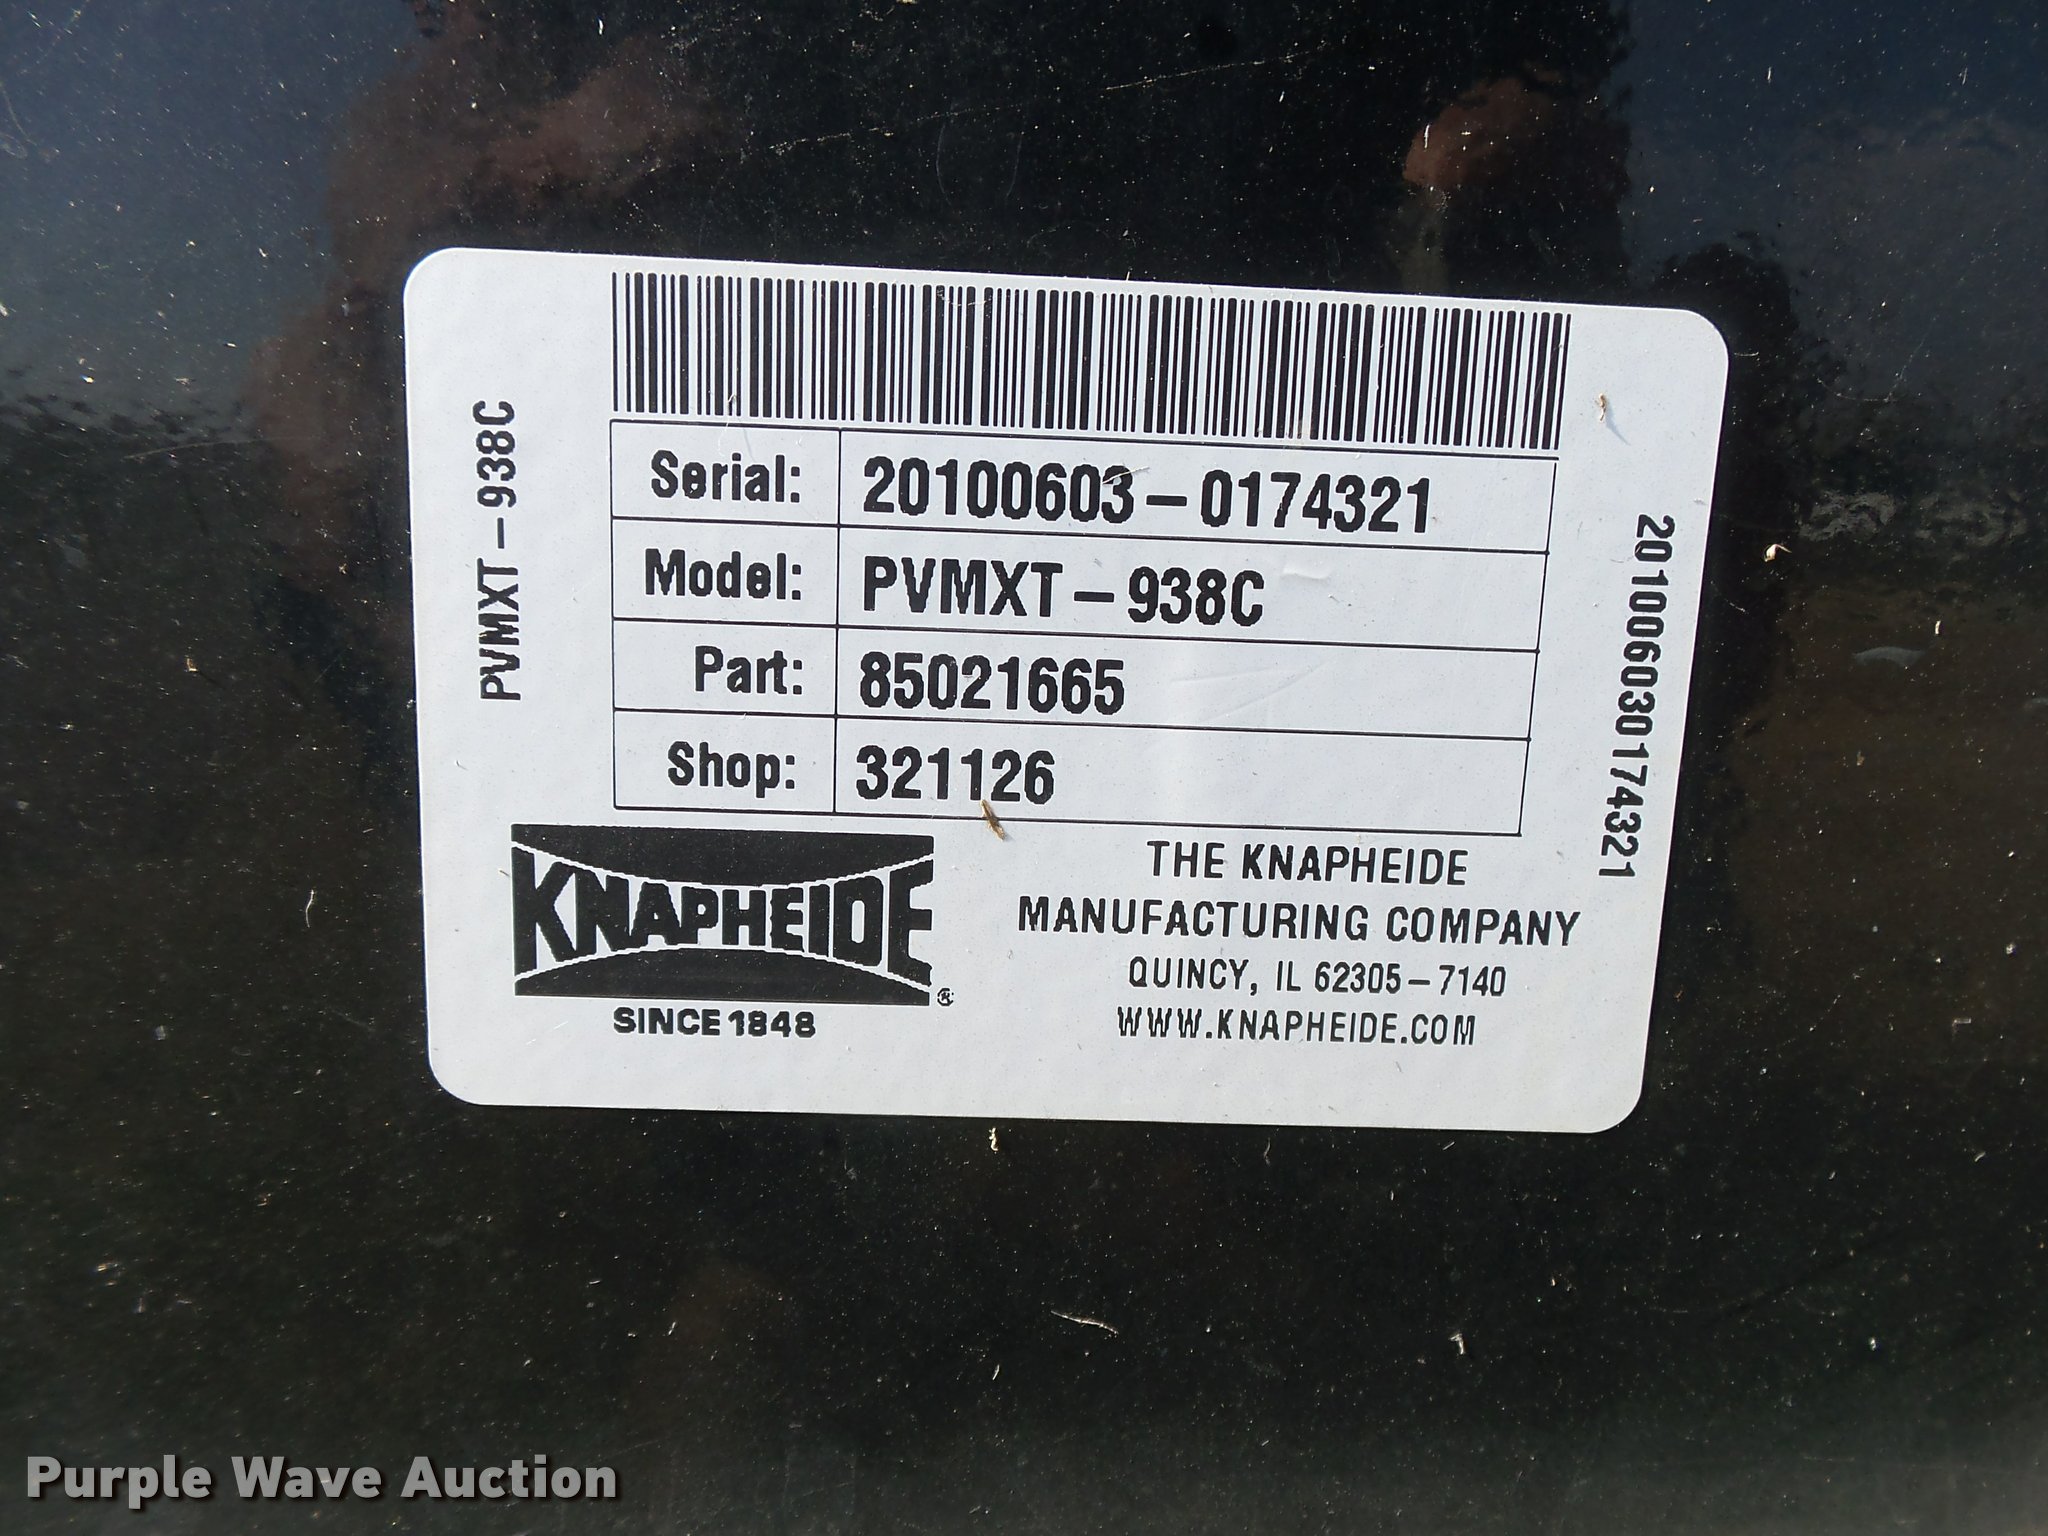 PVMXT-938C
Serial: 20100603-0174321
Model: PVMXT-938C
Part: 85021665
Shop: 321126
201006030174321
KNAPHEIDE®
SINCE 1848
THE KNAPHEIDE
MANUFACTURING COMPANY
QUINCY, IL 62305-7140
WWW.KNAPHEIDE.COM
Purple Wave Auction